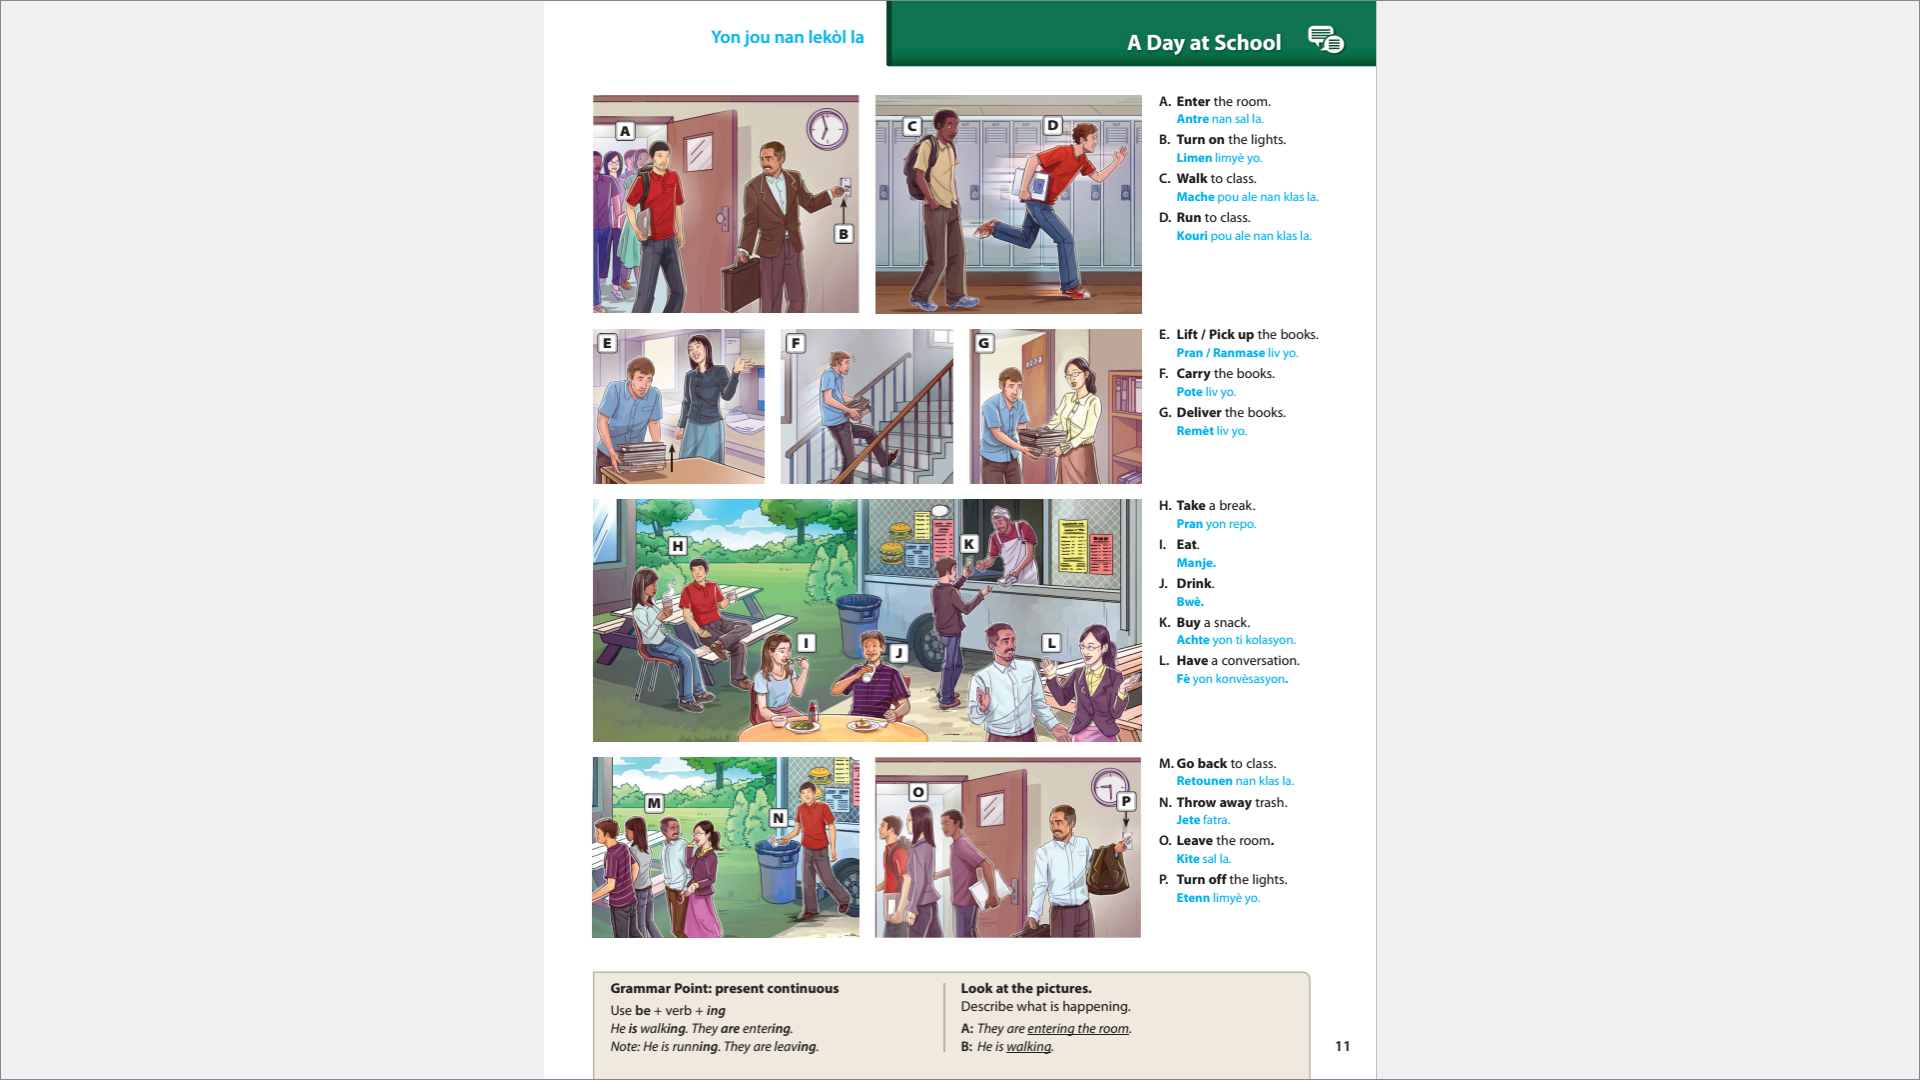 Yon jou nan lekòl la
A Day at School
A
B
C
D
A. Enter the room.
Antre nan sal la.
B. Turn on the lights.
Limen limyè yo.
C. Walk to class.
Mache pou ale nan klas la.
D. Run to class.
Kouri pou ale nan klas la.
E
F
G
202
E. Lift / Pick up the books.
Pran / Ranmase liv yo.
F. Carry the books.
Pote liv yo.
G. Deliver the books.
Remèt liv yo.
H
I
J
K
L
H. Take a break.
Pran yon repo.
I. Eat.
Manje.
J. Drink.
Bwè.
K. Buy a snack.
Achte yon ti kolasyon.
L. Have a conversation.
Fè yon konvèsasyon.
M
N
O
P
M. Go back to class.
Retounen nan klas la.
N. Throw away trash.
Jete fatra.
O. Leave the room.
Kite sal la.
P. Turn off the lights.
Etenn limyè yo.
Grammar Point: present continuous
Use be + verb + ing
He is walking. They are entering.
Note: He is running. They are leaving.
Look at the pictures.
Describe what is happening.
A: They are entering the room.
B: He is walking.
11